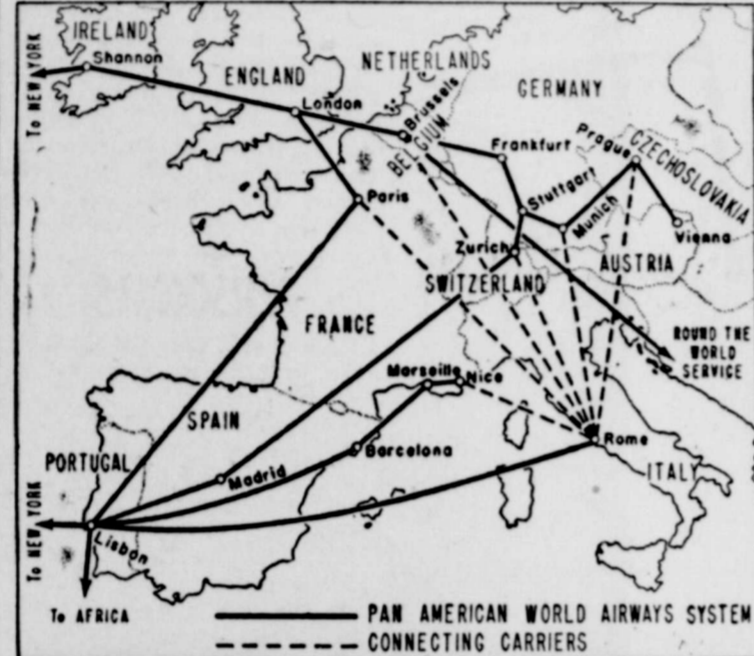 IRELAND
Shannon
To NEW YORK
ENGLAND
London
NETHERLANDS
Brussels
BELGIUM
GERMANY
Frankfurt
Prague
CZECHOSLOVAKIA
Paris
Stuttgart
Munich
Vienna
Zurich
AUSTRIA
SWITZERLAND
FRANCE
ROUND THE
WORLD
SERVICE
Marseille
Nice
SPAIN
Barcelona
Rome
PORTUGAL
Madrid
ITALY
To NEW YORK
Lisbon
To AFRICA
PAN AMERICAN WORLD AIRWAYS SYSTEM
CONNECTING CARRIERS